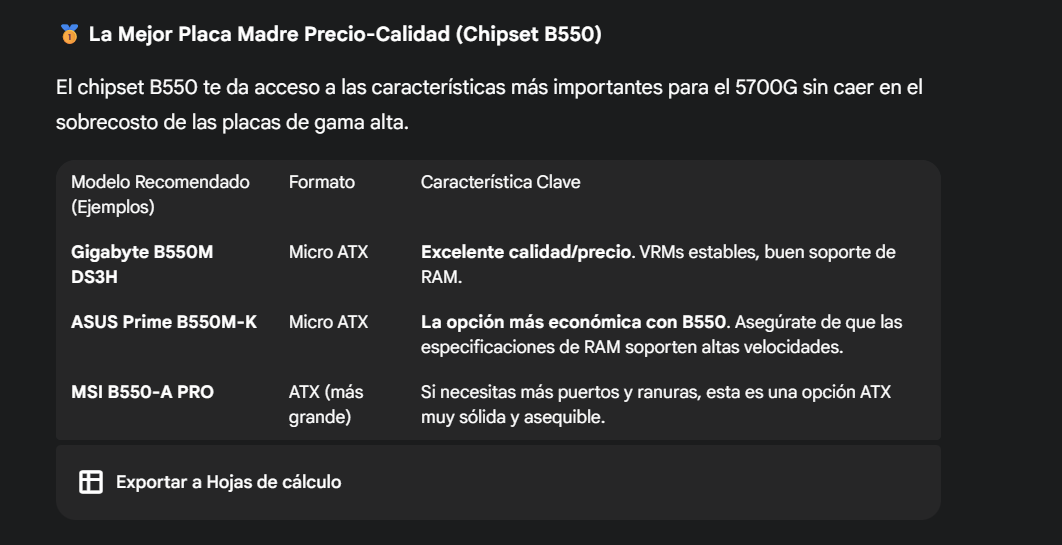 La Mejor Placa Madre Precio-Calidad (Chipset B550)
El chipset B550 te da acceso a las características más importantes para el 5700G sin caer en el
sobrecosto de las placas de gama alta.
Modelo Recomendado
(Ejemplos)
Formato
Característica Clave
Gigabyte B550M
DS3H
Micro ATX
Excelente calidad/precio. VRMs estables, buen soporte de
RAM.
ASUS Prime B550M-K
Micro ATX
La opción más económica con B550. Asegúrate de que las
especificaciones de RAM soporten altas velocidades.
MSI B550-A PRO
ATX (más
grande)
Si necesitas más puertos y ranuras, esta es una opción ATX
muy sólida y asequible.
Exportar a Hojas de cálculo